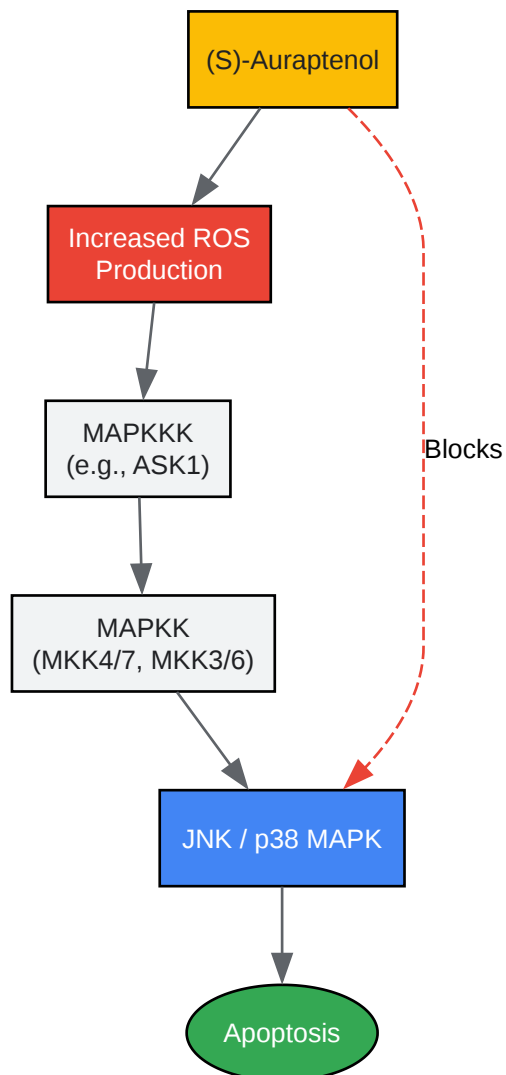 (S)-Auraptenol
Increased ROS
Production
MAPKKK
(e.g., ASK1)
Blocks
MAPKK
(MKK4/7, MKK3/6)
JNK / p38 MAPK
Apoptosis